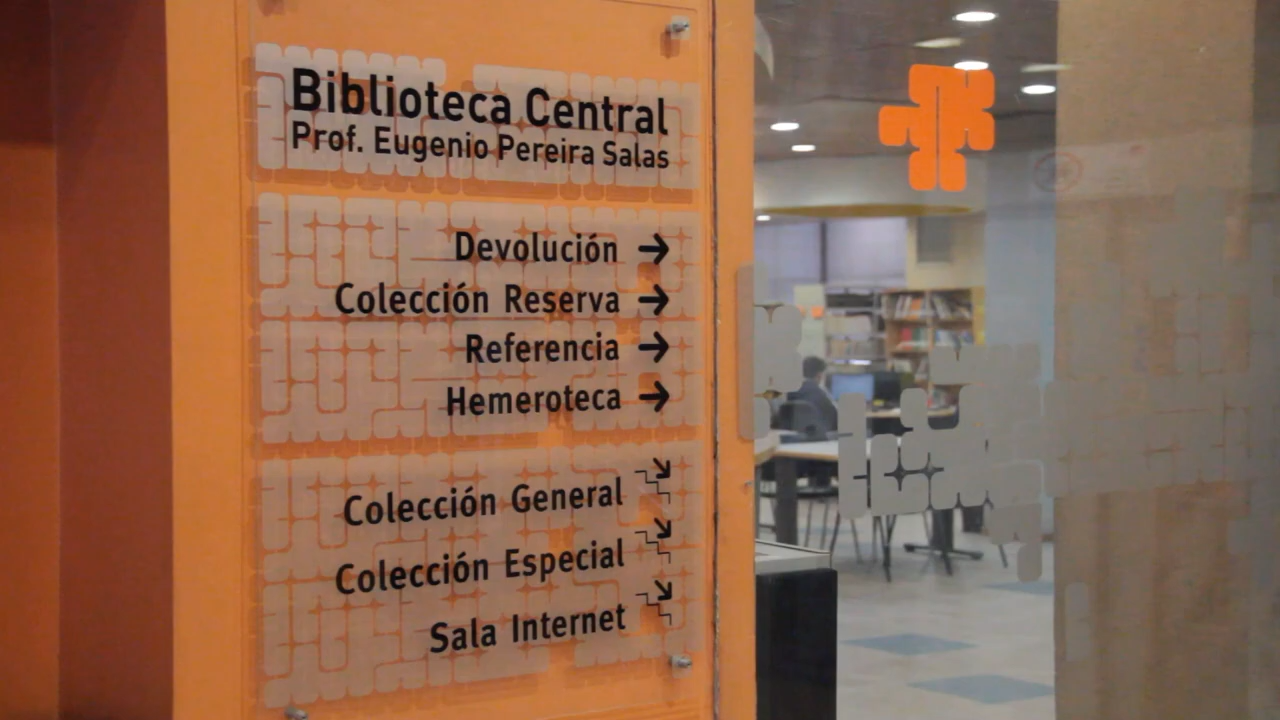 Biblioteca Central
Prof. Eugenio Pereira Salas
Devolución →
Colección Reserva →
Referencia →
Hemeroteca →
Colección General
Colección Especial
Sala Internet